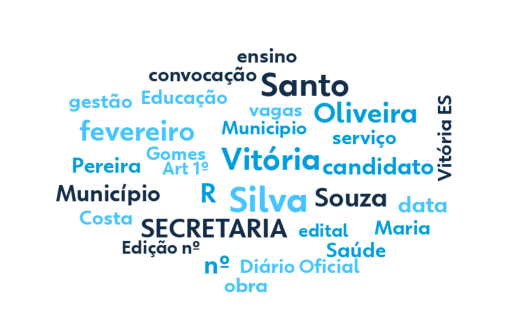 ensino
convocação
Santo
Vitória ES
gestão
Educação
vagas
Oliveira
fevereiro
Municipio
serviço
Gomes
Vitória
candidato
Pereira
Art 1º
Município
R
Silva
Souza
data
Costa
SECRETARIA
edital
Maria
Edição nº
Saúde
nº
Diário Oficial
obra